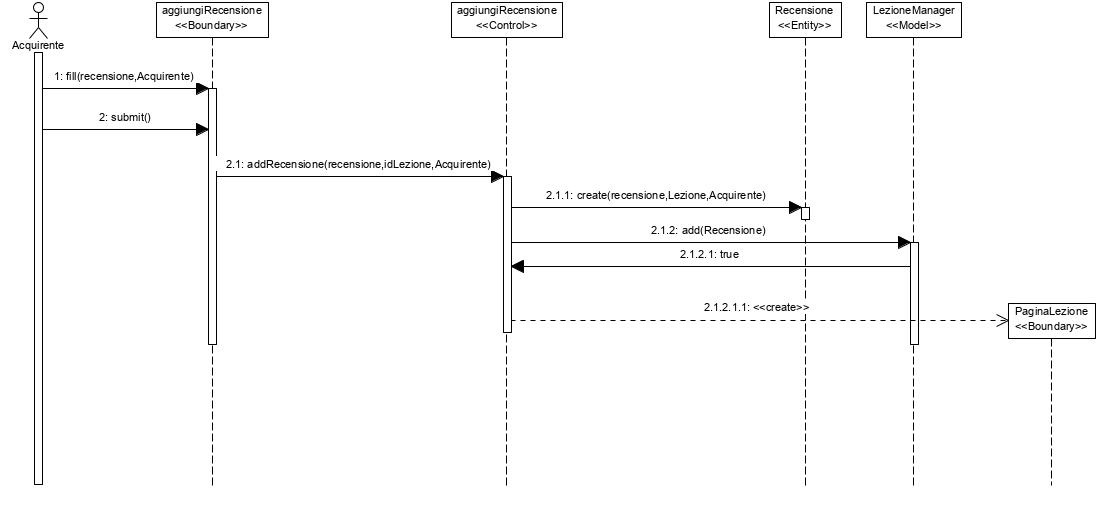 aggiungiRecensione
<<Boundary>>
aggiungiRecensione
<<Control>>
Recensione
<<Entity>>
LezioneManager
<<Model>>
Acquirente
1: fill(recensione,Acquirente)
2: submit()
2.1: addRecensione(recensione,idLezione,Acquirente)
2.1.1: create(recensione,Lezione,Acquirente)
2.1.2: add(Recensione)
2.1.2.1: true
2.1.2.1.1: <<create>>
PaginaLezione
<<Boundary>>